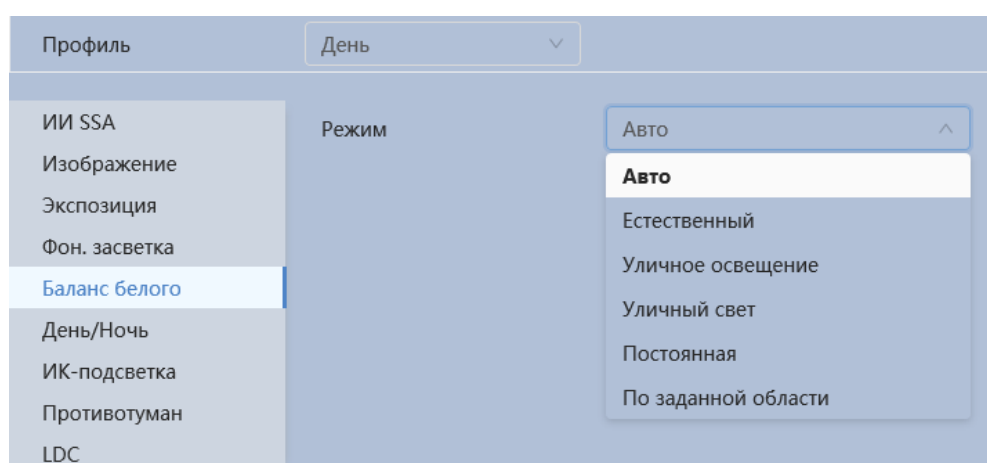 Профиль День
ИИ SSA Режим Авто
Изображение Авто
Экспозиция Естественный
Фон. засветка Уличное освещение
Баланс белого Уличный свет
День/Ночь Постоянная
ИК-подсветка По заданной области
Противотуман
LDC